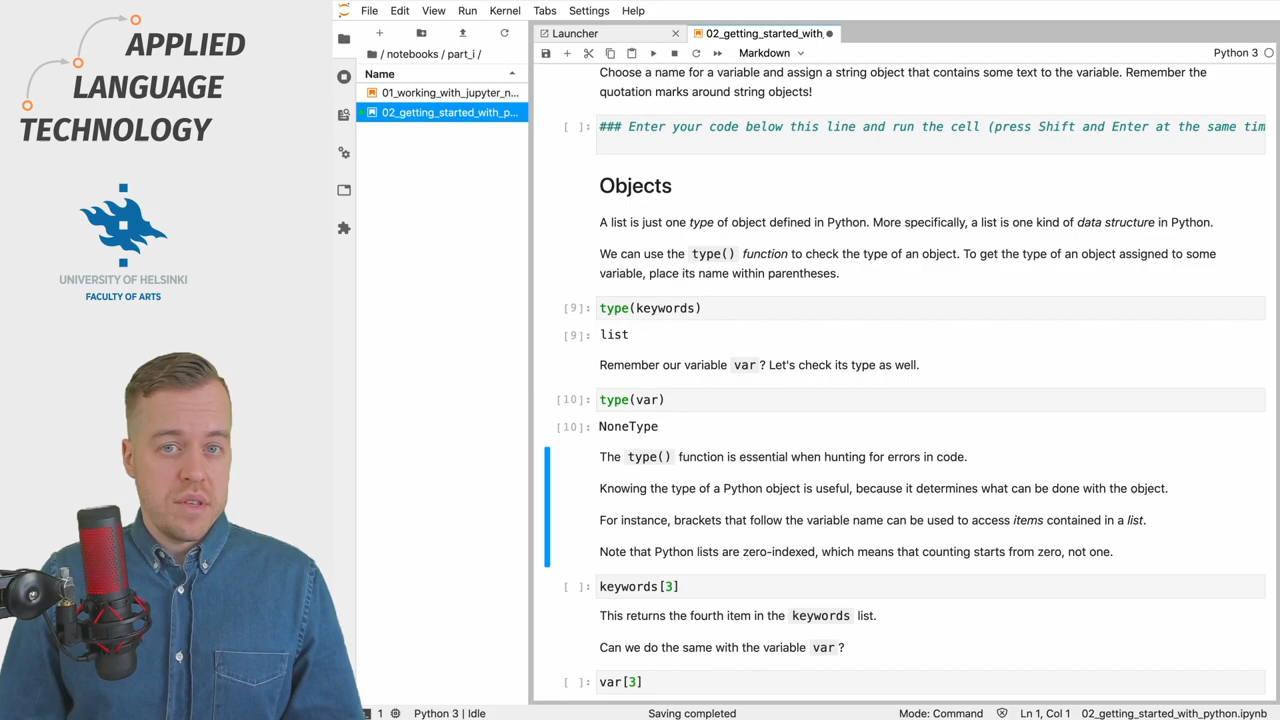 APPLIED
LANGUAGE
TECHNOLOGY
UNIVERSITY OF HELSINKI
FACULTY OF ARTS
File Edit View Run Kernel Tabs Settings Help
/ notebooks / part_i /
Name
01_working_with_jupyter_n...
02_getting_started_with_p...
Launcher
02_getting_started_with_
Markdown
Python 3
Choose a name for a variable and assign a string object that contains some text to the variable. Remember the
quotation marks around string objects!
[ ]: ### Enter your code below this line and run the cell (press Shift and Enter at the same tim
Objects
A list is just one type of object defined in Python. More specifically, a list is one kind of data structure in Python.
We can use the type() function to check the type of an object. To get the type of an object assigned to some
variable, place its name within parentheses.
[9]: type(keywords)
[9]: list
Remember our variable var? Let's check its type as well.
[10]: type(var)
[10]: NoneType
The type() function is essential when hunting for errors in code.
Knowing the type of a Python object is useful, because it determines what can be done with the object.
For instance, brackets that follow the variable name can be used to access items contained in a list.
Note that Python lists are zero-indexed, which means that counting starts from zero, not one.
[ ]: keywords[3]
This returns the fourth item in the keywords list.
Can we do the same with the variable var?
[ ]: var[3]
1 Python 3 | Idle Saving completed Mode: Command Ln 1, Col 1 02_getting_started_with_python.ipynb